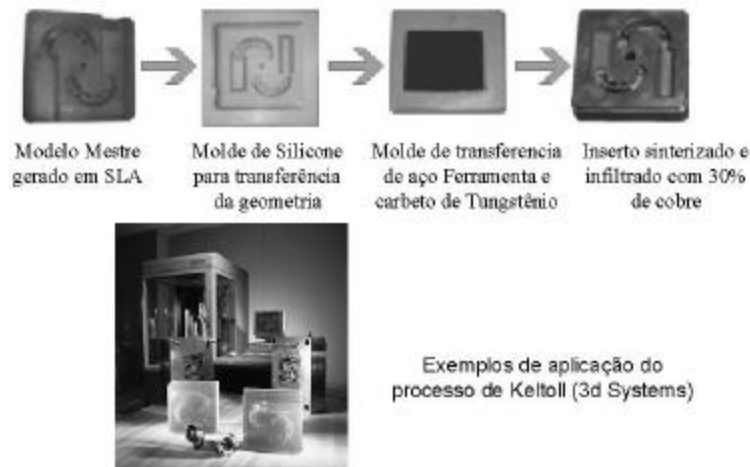 Modelo Mestre
gerado em SLA
Molde de Silicone
para transferência
da geometria
Molde de transferencia
de aço Ferramenta e
carbeto de Tungstênio
Inserto sinterizado e
infiltrado com 30%
de cobre
Exemplos de aplicação do
processo de Keltoll (3d Systems)